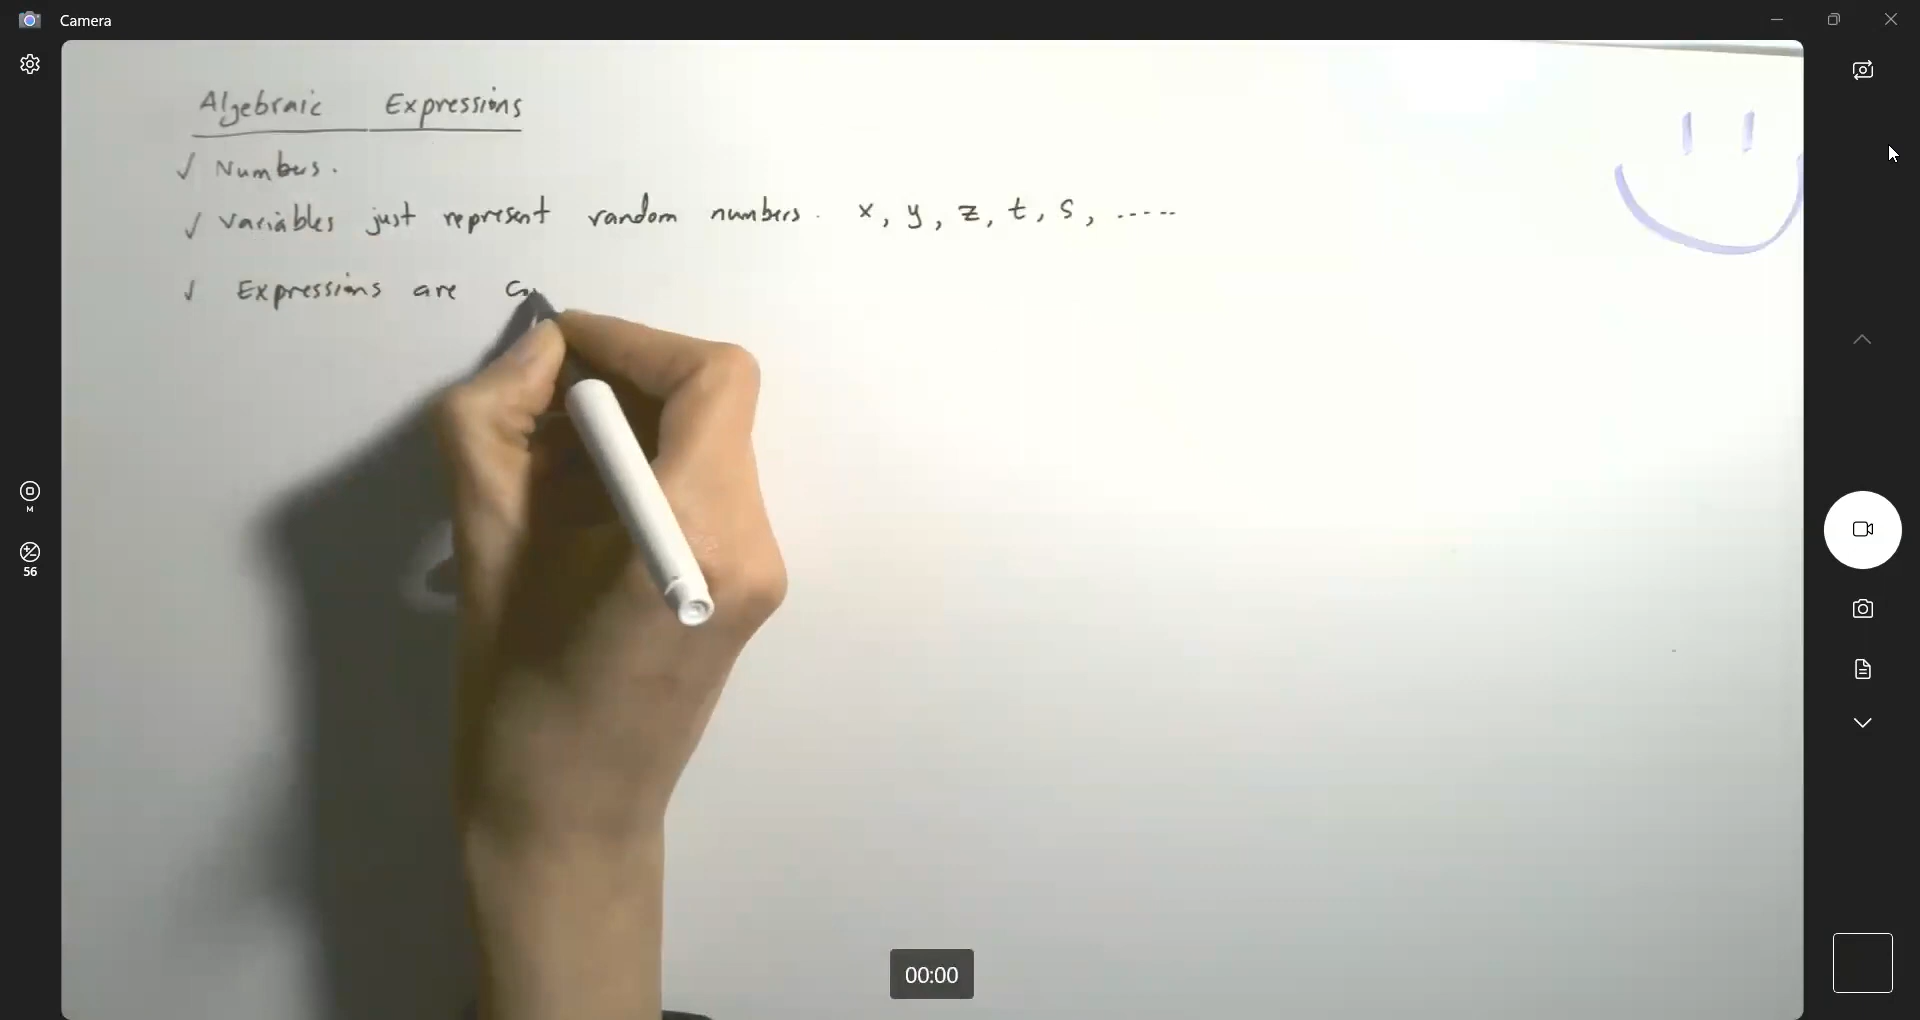 Camera
Algebraic Expressions
✓ Numbers.
✓ Variables just represent random numbers. x, y, z, t, s, .....
✓ Expressions are
M
56
00:00